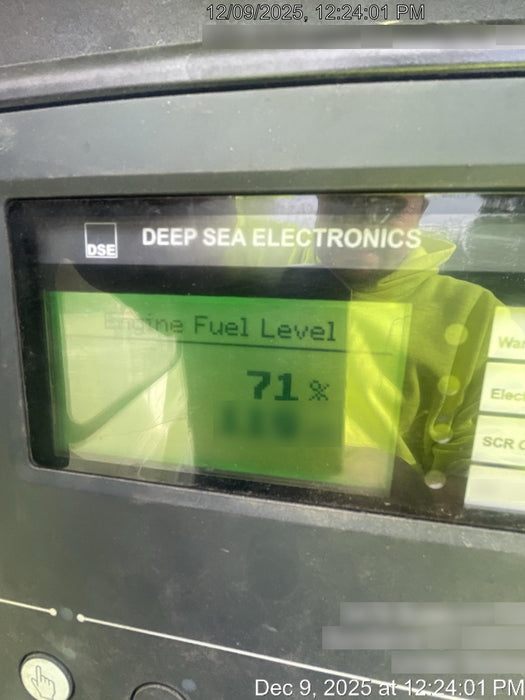 12/09/2025, 12:24:01 PM
DSE
DEEP SEA ELECTRONICS
Engine Fuel Level
71 %
SCR
Dec 9, 2025 at 12:24:01 PM